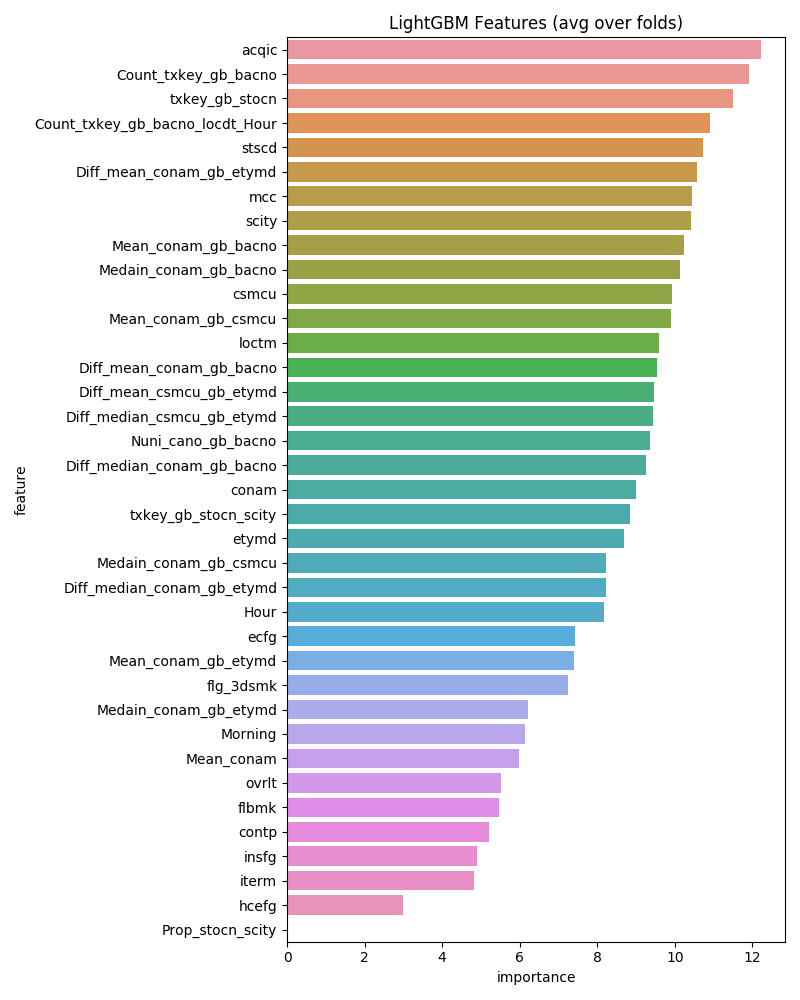 LightGBM Features (avg over folds)
acqic
Count_txkey_gb_bacno
txkey_gb_stocn
Count_txkey_gb_bacno_locdt_Hour
stscd
Diff_mean_conam_gb_etymd
mcc
scity
Mean_conam_gb_bacno
Medain_conam_gb_bacno
csmcu
Mean_conam_gb_csmcu
loctm
Diff_mean_conam_gb_bacno
Diff_mean_csmcu_gb_etymd
Diff_median_csmcu_gb_etymd
Nuni_cano_gb_bacno
Diff_median_conam_gb_bacno
conam
txkey_gb_stocn_scity
etymd
Medain_conam_gb_csmcu
Diff_median_conam_gb_etymd
Hour
ecfg
Mean_conam_gb_etymd
flg_3dsmk
Medain_conam_gb_etymd
Morning
Mean_conam
ovrlt
flbmk
contp
insfg
iterm
hcefg
Prop_stocn_scity
feature
0 2 4 6 8 10 12
importance